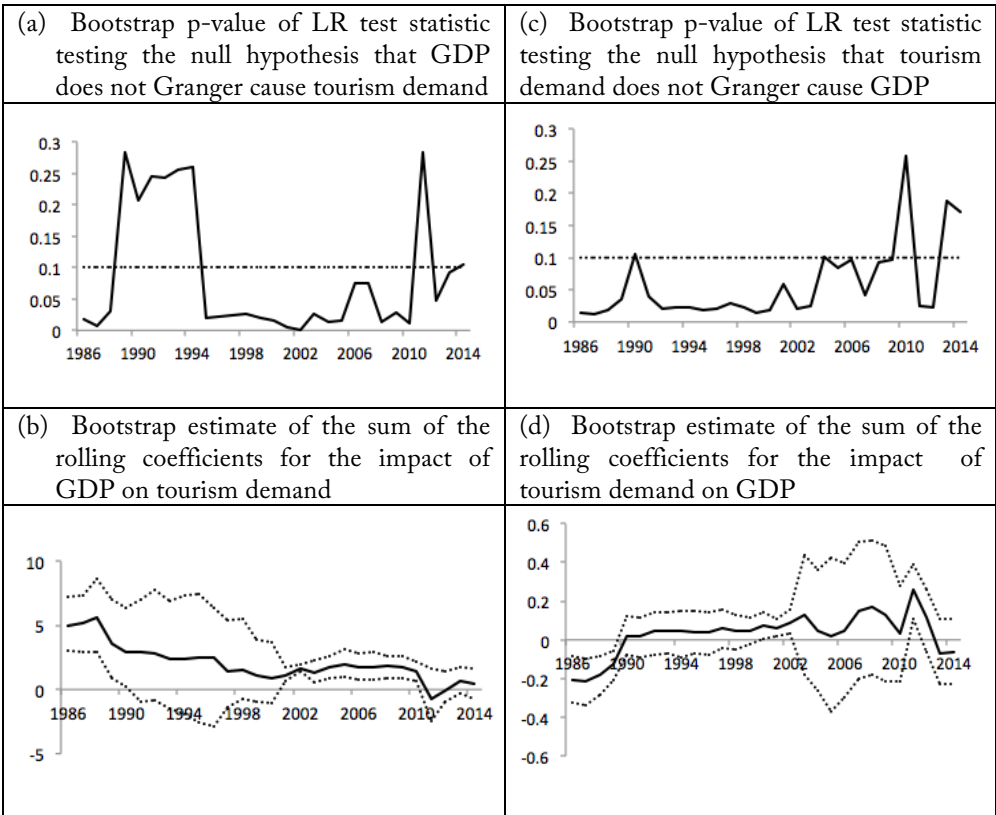 (a) Bootstrap p-value of LR test statistic
testing the null hypothesis that GDP
does not Granger cause tourism demand
(c) Bootstrap p-value of LR test statistic
testing the null hypothesis that tourism
demand does not Granger cause GDP
0.3
0.25
0.2
0.15
0.1
0.05
0
1986 1990 1994 1998 2002 2006 2010 2014
0.3
0.25
0.2
0.15
0.1
0.05
0
1986 1990 1994 1998 2002 2006 2010 2014
(b) Bootstrap estimate of the sum of the
rolling coefficients for the impact of
GDP on tourism demand
(d) Bootstrap estimate of the sum of the
rolling coefficients for the impact of
tourism demand on GDP
10
5
0
1986 1990 1994 1998 2002 2006 2010 2014
-5
0.6
0.4
0.2
0
1986 1990 1994 1998 2002 2006 2010 2014
-0.2
-0.4
-0.6